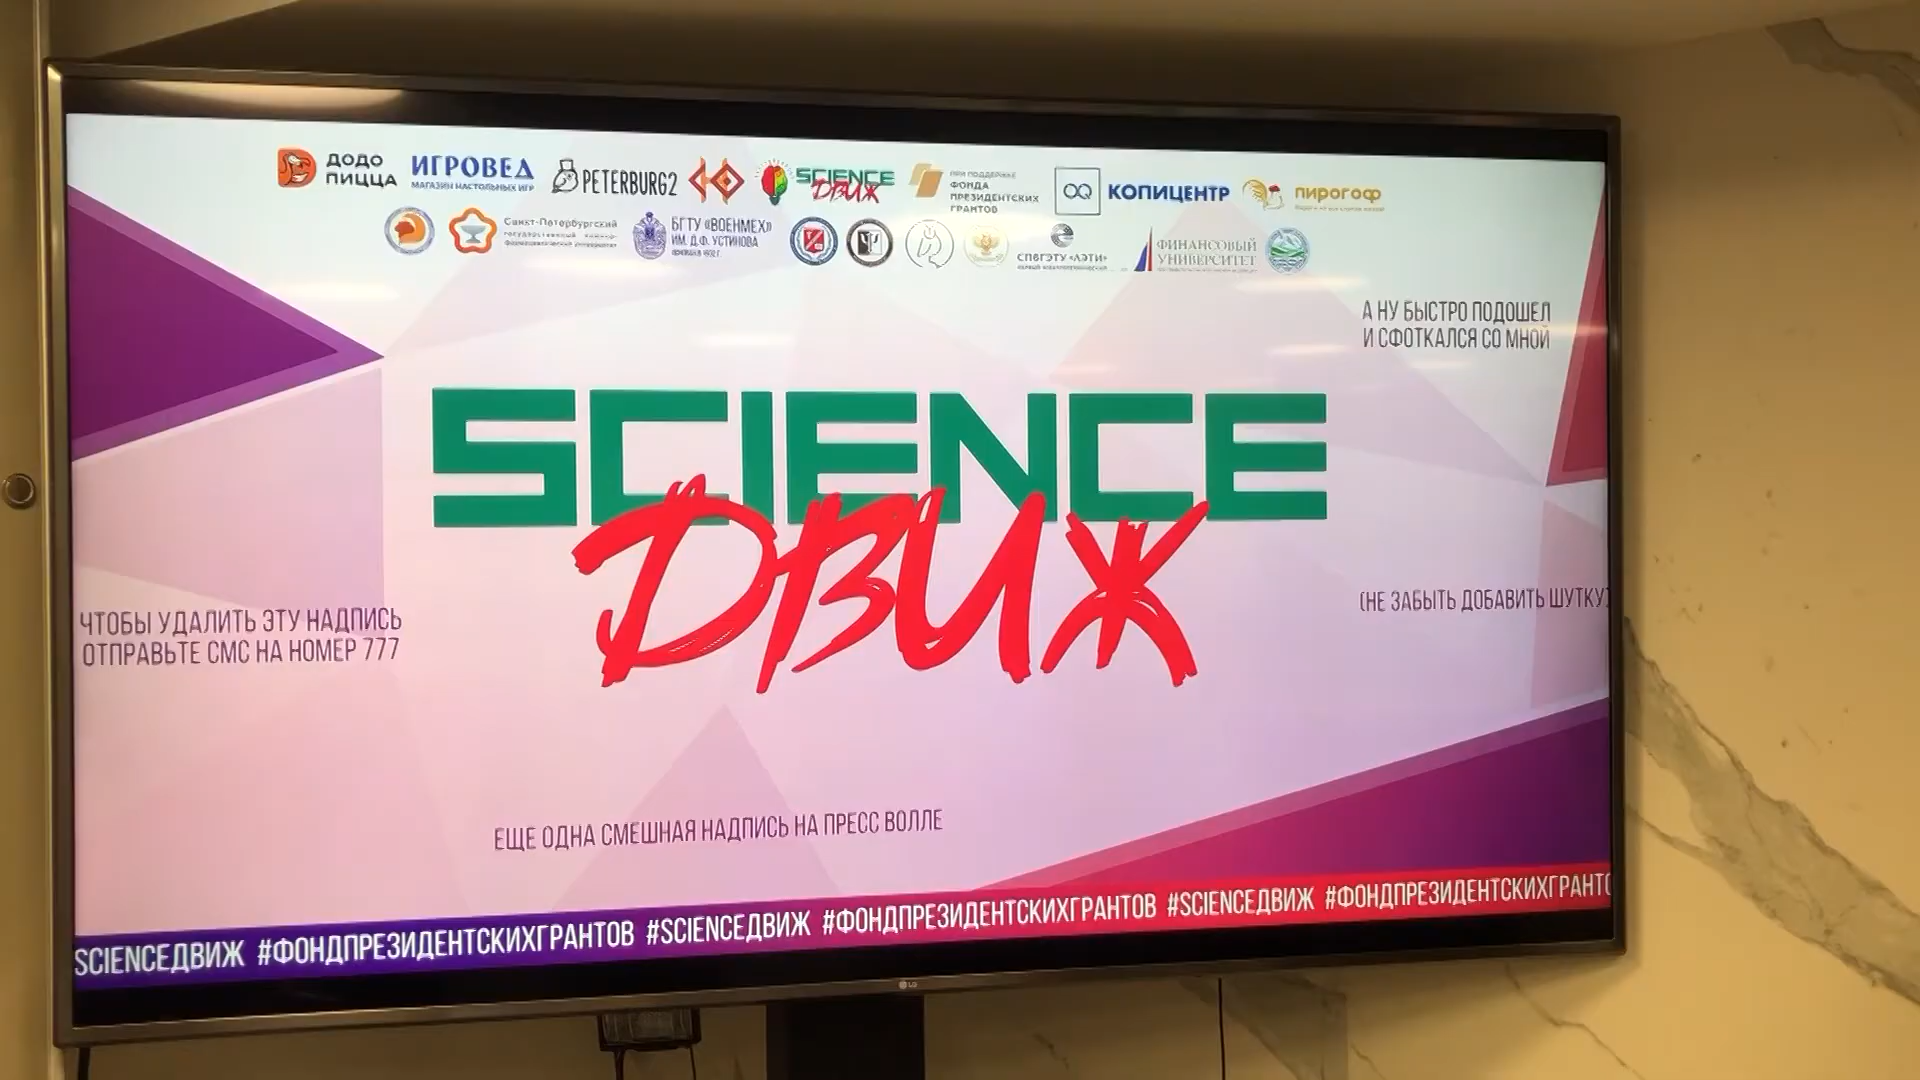 ДОДО
ПИЦЦА
ИГРОВЕД
МАГАЗИН НАСТОЛЬНЫХ ИГР
PETERBURG2
SCIENCE
ДВИЖ
ПРИ ПОДДЕРЖКЕ
ФОНДА
ПРЕЗИДЕНТСКИХ
ГРАНТОВ
КОПИЦЕНТР
ПИРОГОФ
Санкт-Петербургский
БГТУ «ВОЕНМЕХ»
ИМ. Д.Ф. УСТИНОВА
СПбГЭТУ «ЛЭТИ»
ФИНАНСОВЫЙ
УНИВЕРСИТЕТ
А НУ БЫСТРО ПОДОШЕЛ
И СФОТКАЛСЯ СО МНОЙ
SCIENCE
ДВИЖ
ЧТОБЫ УДАЛИТЬ ЭТУ НАДПИСЬ
ОТПРАВЬТЕ СМС НА НОМЕР 777
(НЕ ЗАБЫТЬ ДОБАВИТЬ ШУТКУ)
ЕЩЕ ОДНА СМЕШНАЯ НАДПИСЬ НА ПРЕСС ВОЛЛЕ
SCIENCEДВИЖ #ФОНДПРЕЗИДЕНТСКИХГРАНТОВ #SCIENCEДВИЖ #ФОНДПРЕЗИДЕНТСКИХГРАНТОВ #SCIENCEДВИЖ #ФОНДПРЕЗИДЕНТСКИХГРАНТО
LG